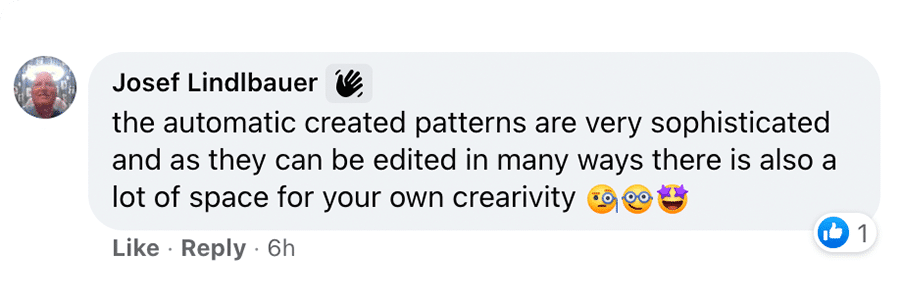 Josef Lindlbauer
the automatic created patterns are very sophisticated
and as they can be edited in many ways there is also a
lot of space for your own crearivity 🧐🤓🤩
Like · Reply · 6h
1